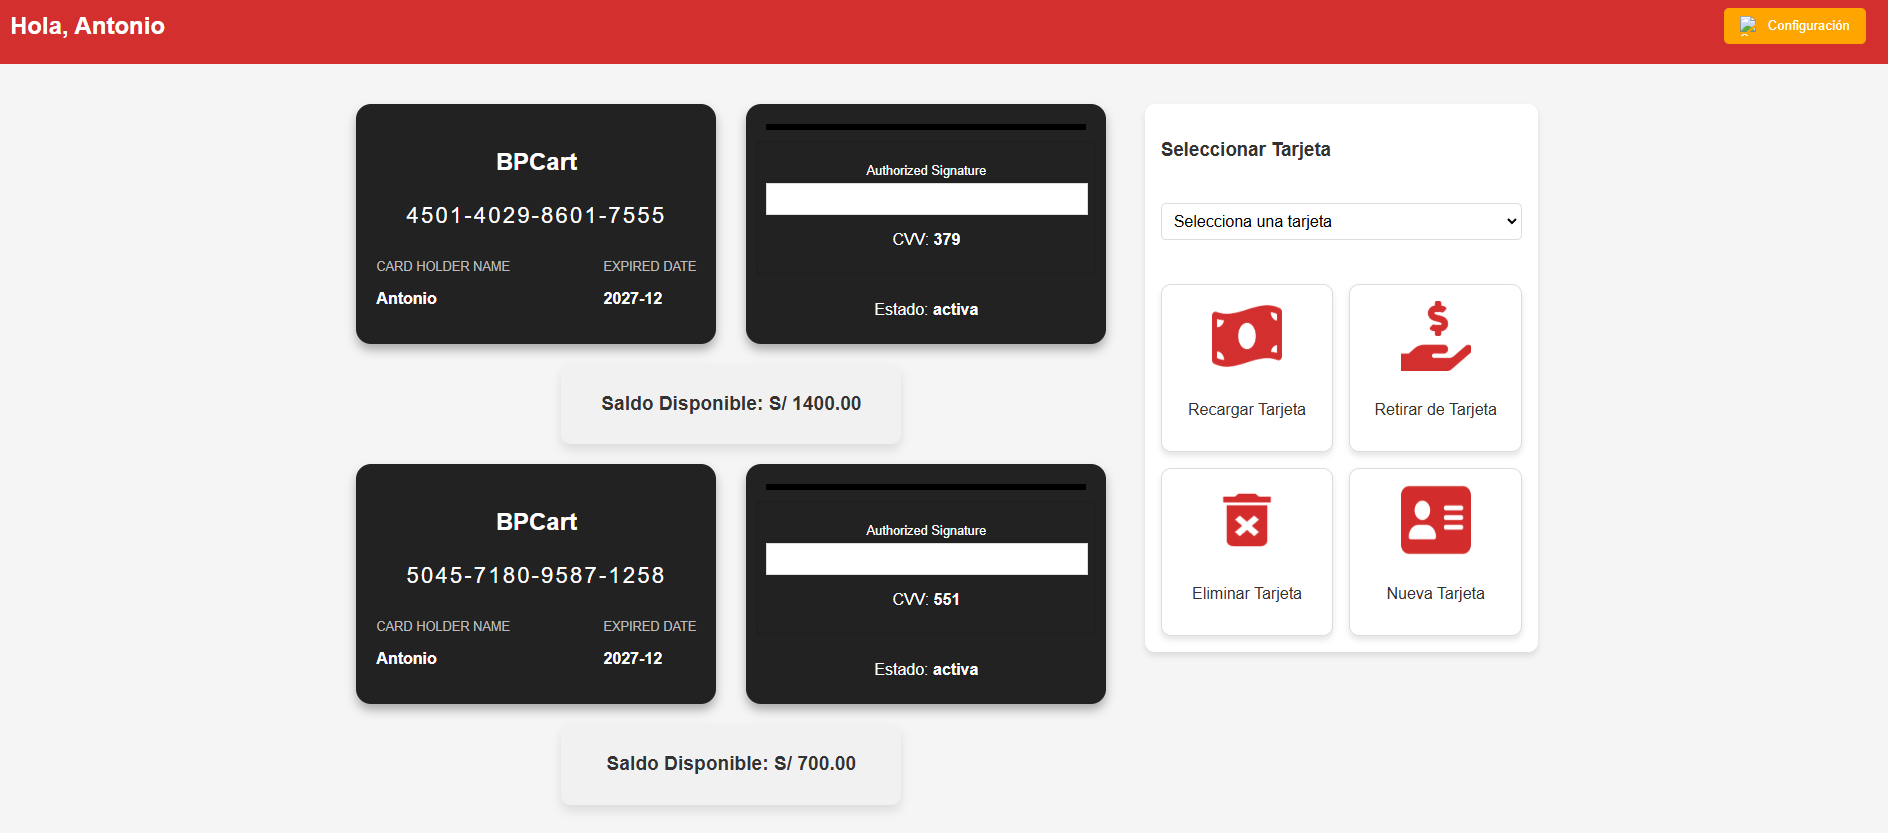 Hola, Antonio
Configuración
BPCart
4501-4029-8601-7555
CARD HOLDER NAME
Antonio
EXPIRED DATE
2027-12
Authorized Signature
CVV: 379
Estado: activa
Saldo Disponible: S/ 1400.00
BPCart
5045-7180-9587-1258
CARD HOLDER NAME
Antonio
EXPIRED DATE
2027-12
Authorized Signature
CVV: 551
Estado: activa
Saldo Disponible: S/ 700.00
Seleccionar Tarjeta
Selecciona una tarjeta
Recargar Tarjeta
Retirar de Tarjeta
Eliminar Tarjeta
Nueva Tarjeta